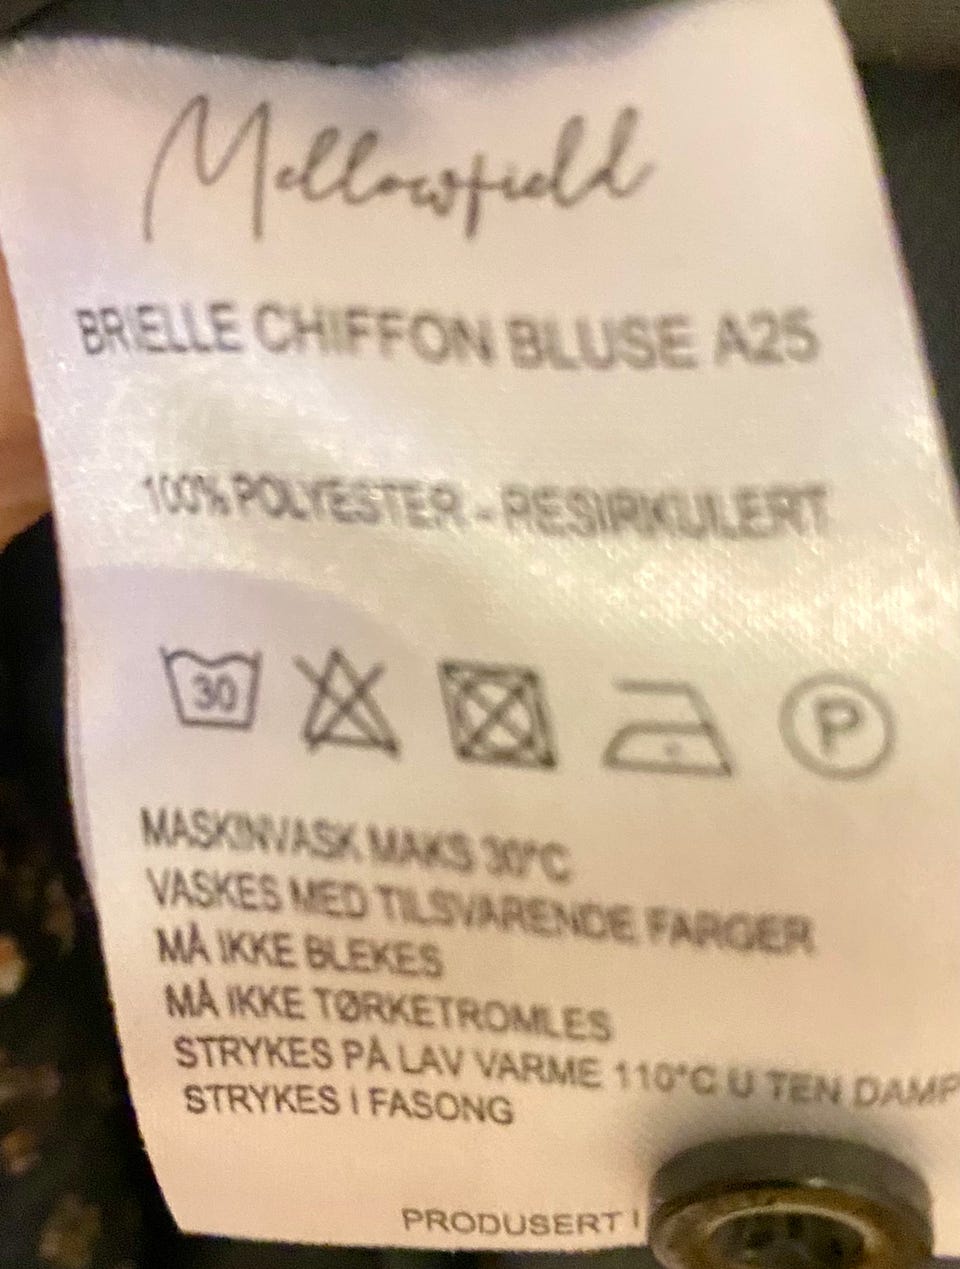 Mellowfield
BRIELLE CHIFFON BLUSE A25
100% POLYESTER - RESIRKULERT
30
P
MASKINVASK MAKS 30°C
VASKES MED TILSVARENDE FARGER
MÅ IKKE BLEKES
MÅ IKKE TØRKETROMLES
STRYKES PÅ LAV VARME 110°C U TEN DAMP
STRYKES I FASONG
PRODUSERT I